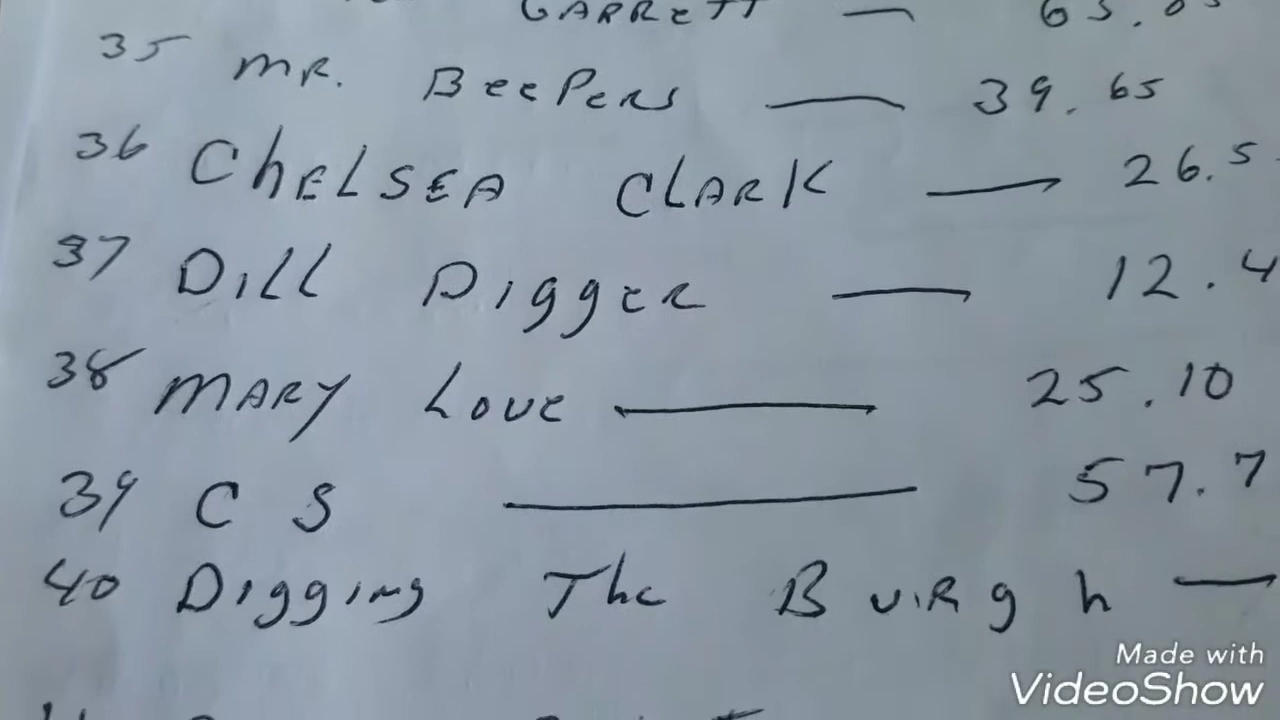 GARRETT —
35 MR. BeePers — 39.65
36 ChELSEA CLARK — 26.5
37 Dill Digger — 12.4
38 MARY Love — 25.10
39 C S — 57.7
40 Digging The Burgh —
Made with
VideoShow